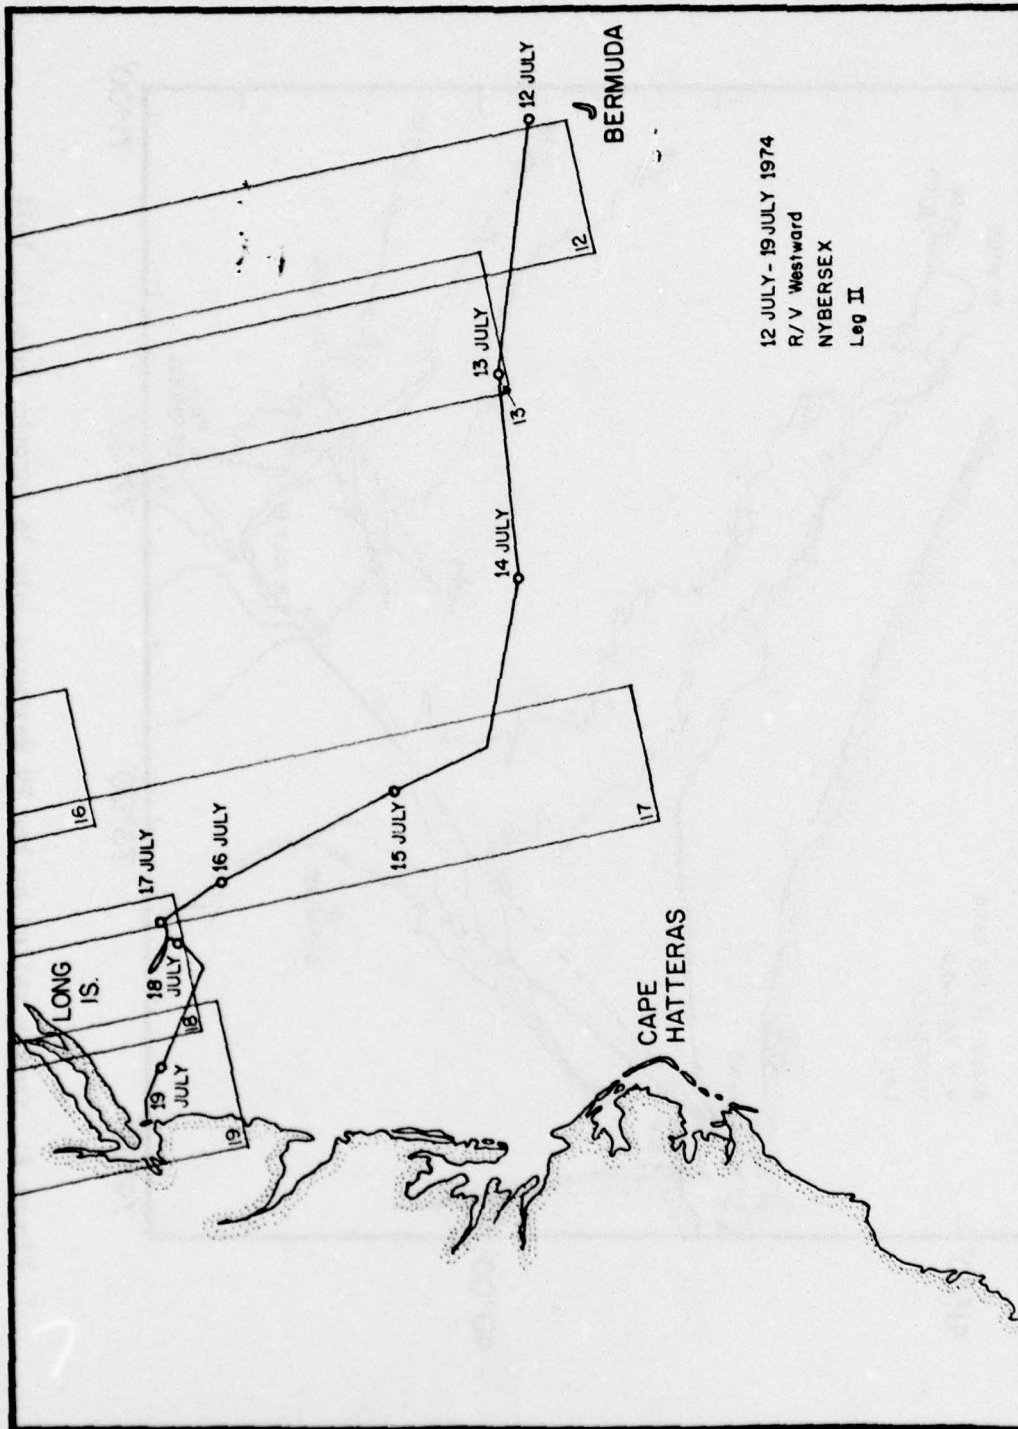 LONG
IS.
17 JULY
16 JULY
18
JULY
19
JULY
15 JULY
14 JULY
13 JULY
12 JULY
BERMUDA
16
18
19
17
13
12
CAPE
HATTERAS
12 JULY - 19 JULY 1974
R/V Westward
NYBERSEX
Leg II